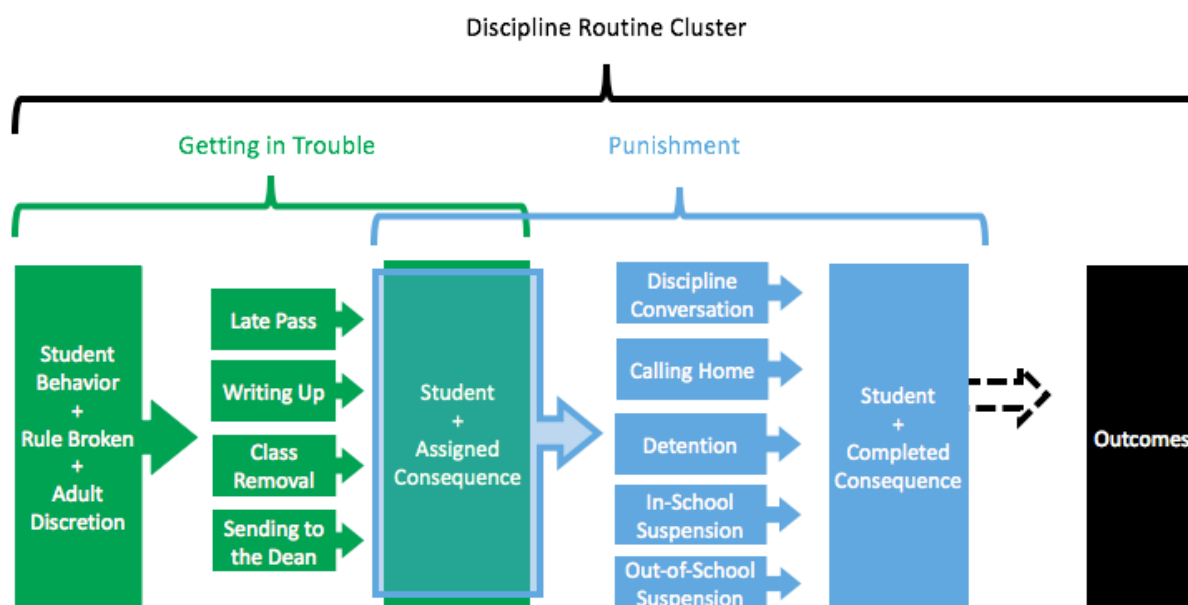 Discipline Routine Cluster
Getting in Trouble
Punishment
Student
Behavior
+
Rule Broken
+
Adult
Discretion
Late Pass
Writing Up
Class
Removal
Sending to
the Dean
Student
+
Assigned
Consequence
Discipline
Conversation
Calling Home
Detention
In-School
Suspension
Out-of-School
Suspension
Student
+
Completed
Consequence
Outcomes